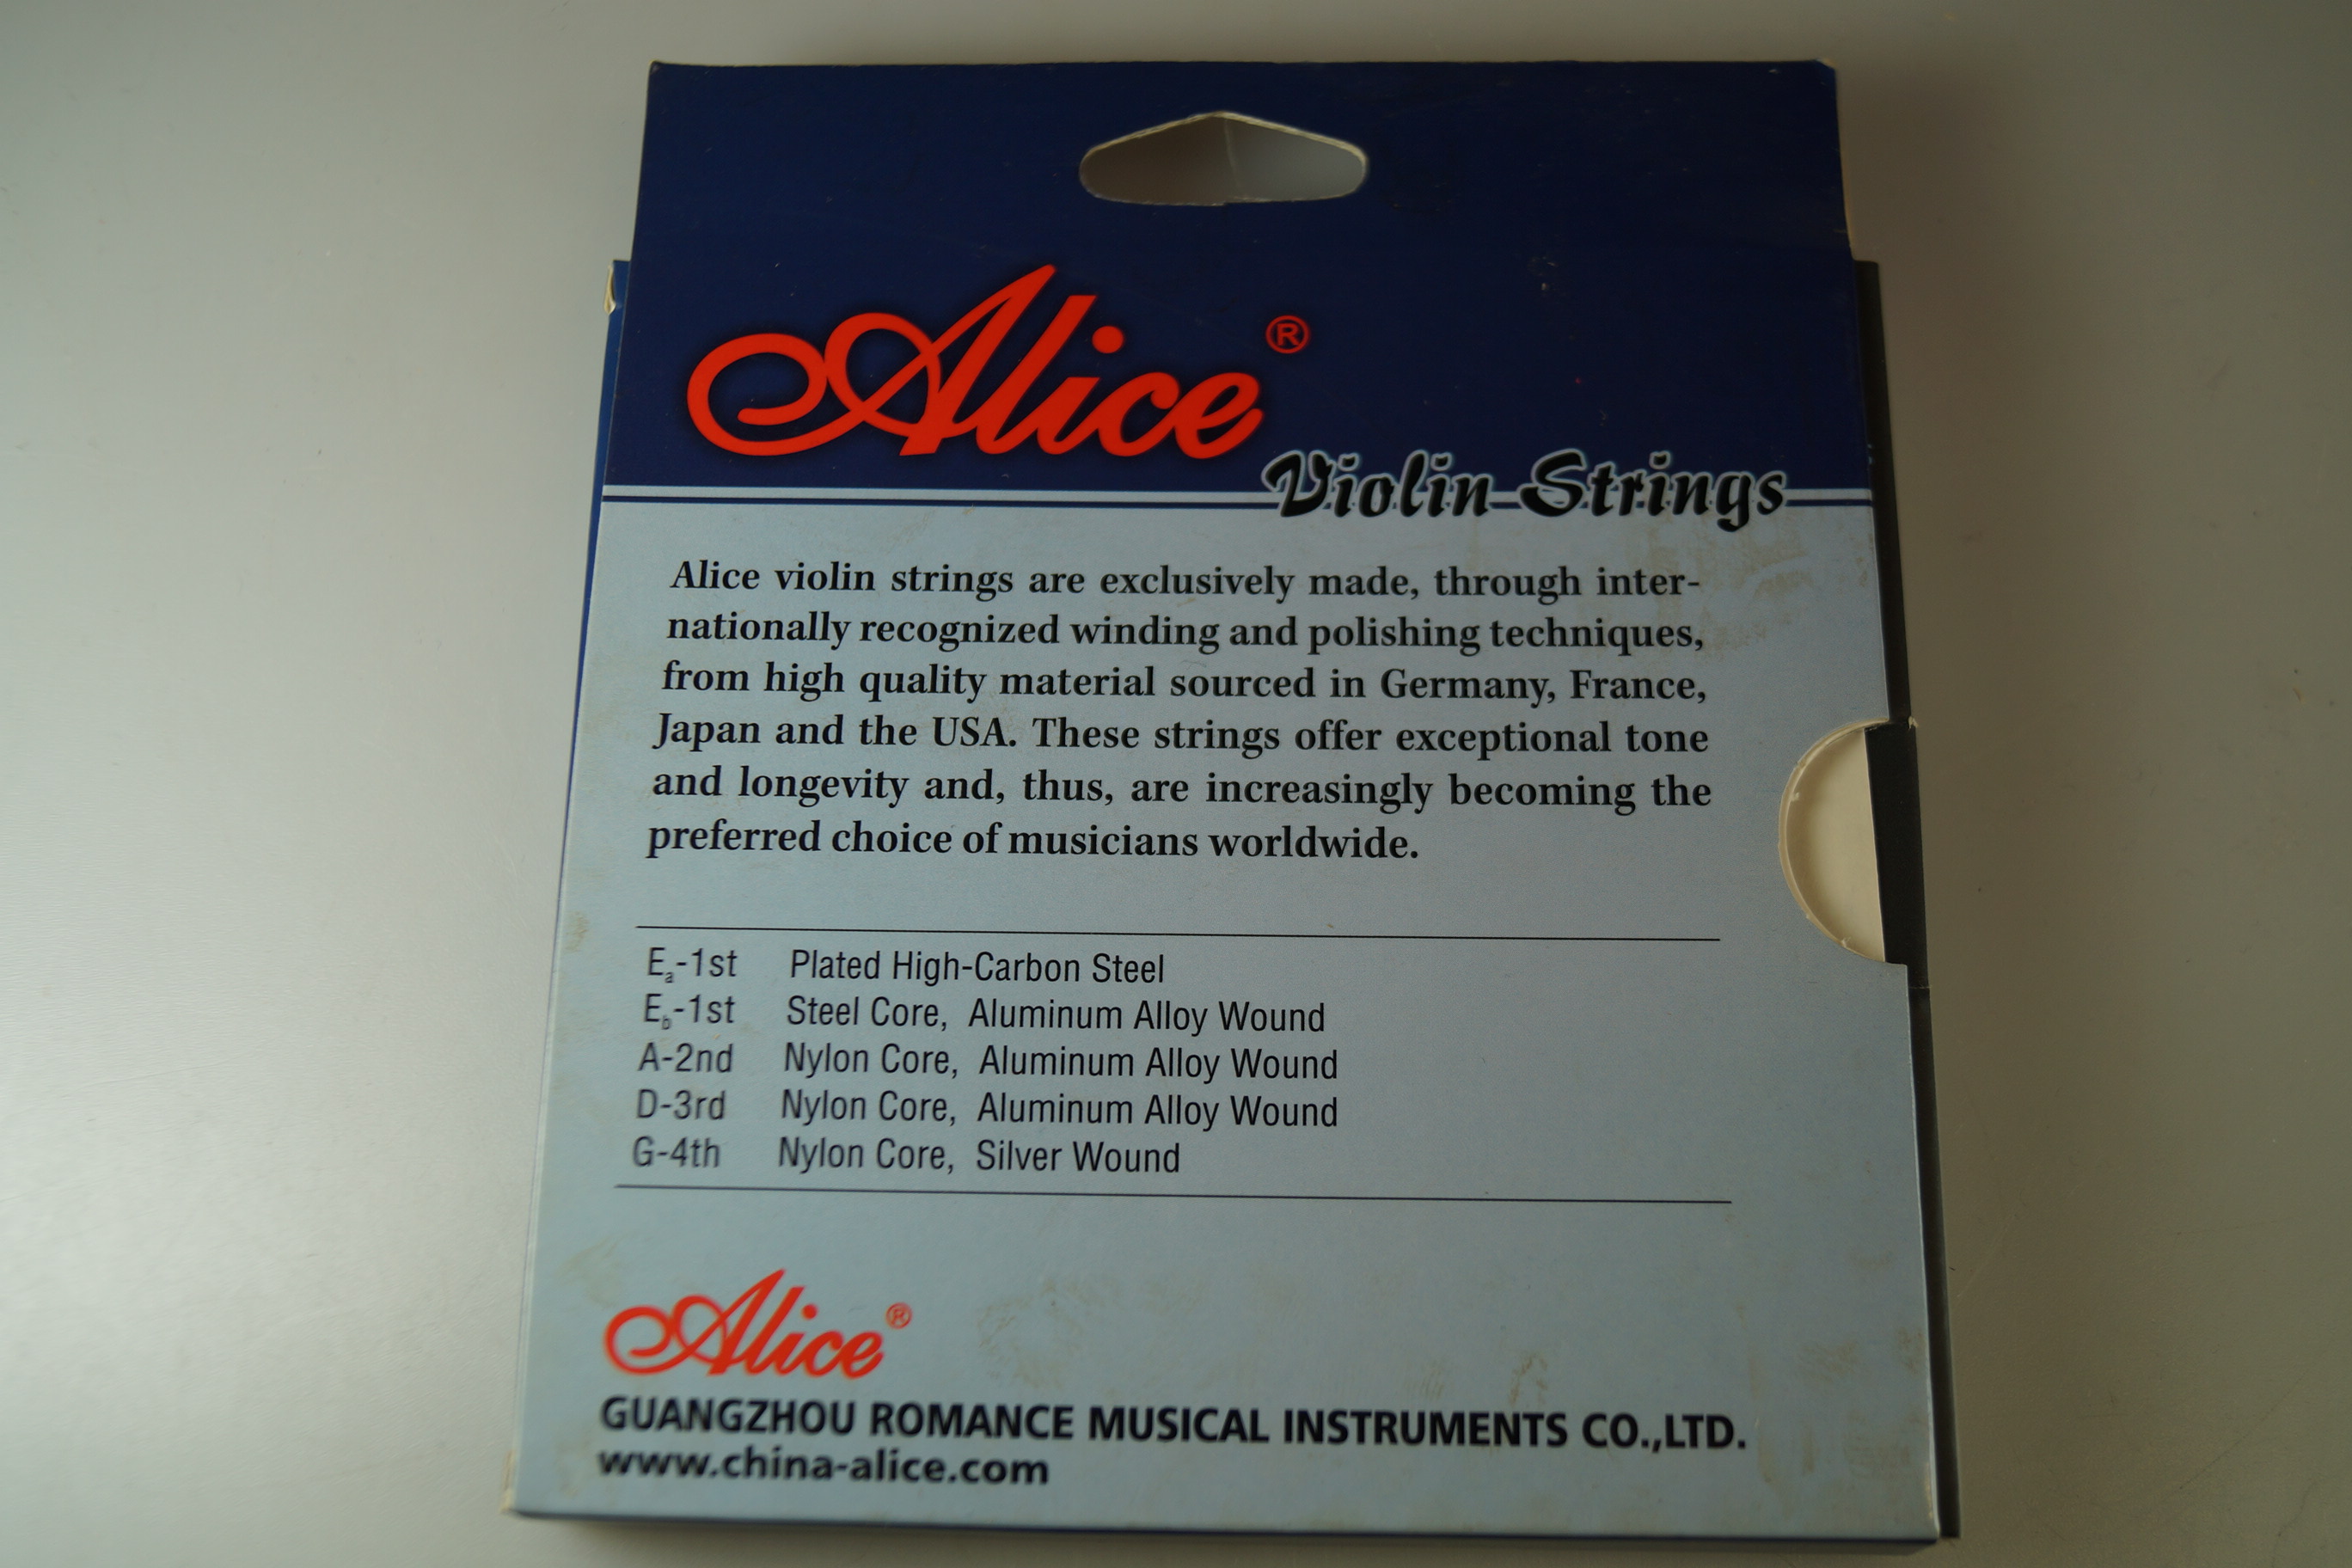 Alice®
Violin Strings
Alice violin strings are exclusively made, through inter-
nationally recognized winding and polishing techniques,
from high quality material sourced in Germany, France,
Japan and the USA. These strings offer exceptional tone
and longevity and, thus, are increasingly becoming the
preferred choice of musicians worldwide.
Ea-1st Plated High-Carbon Steel
Eb-1st Steel Core, Aluminum Alloy Wound
A-2nd Nylon Core, Aluminum Alloy Wound
D-3rd Nylon Core, Aluminum Alloy Wound
G-4th Nylon Core, Silver Wound
Alice®
GUANGZHOU ROMANCE MUSICAL INSTRUMENTS CO.,LTD.
www.china-alice.com